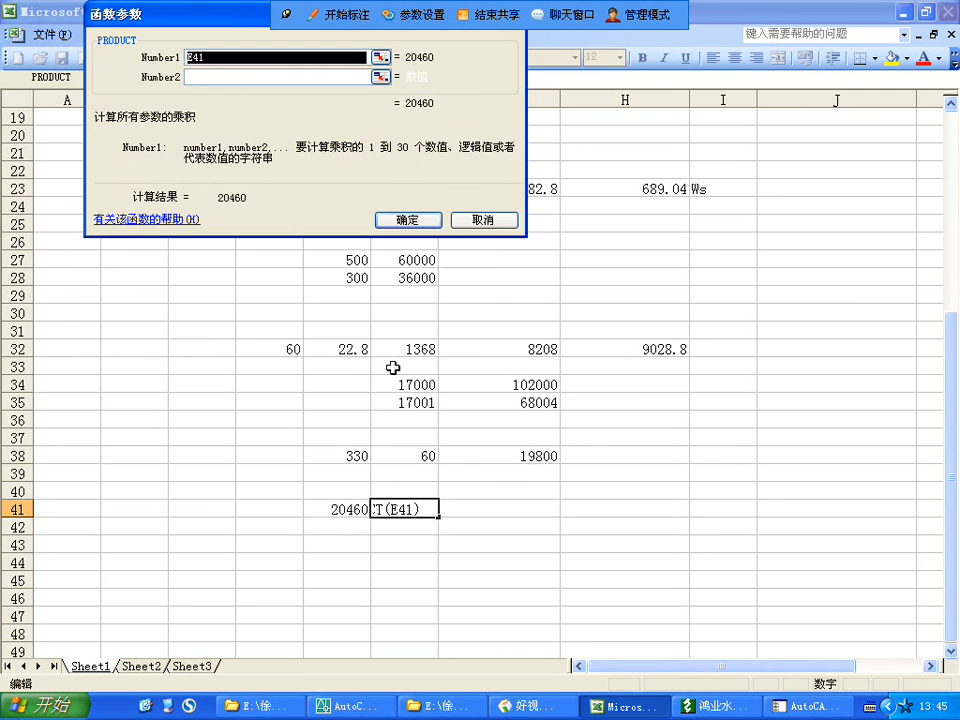 Microsoft
函数参数
开始标注 参数设置 结束共享 聊天窗口 管理模式
文件(F)
键入需要帮助的问题
PRODUCT
Number1 E41 = 20460
Number2 = 数值
= 20460
12 B I U A
PRODUCT
计算所有参数的乘积
Number1: number1,number2,... 要计算乘积的 1 到 30 个数值、逻辑值或者
代表数值的字符串
计算结果 = 20460
有关该函数的帮助(H) 确定 取消
A H I J
19
20
21
22
23 82.8 689.04 Ws
24
25
26
27 500 60000
28 300 36000
29
30
31
32 60 22.8 1368 8208 9028.8
33
34 17000 102000
35 17001 68004
36
37
38 330 60 19800
39
40
41 20460 CT(E41)
42
43
44
45
46
47
48
49
Sheet1 Sheet2 Sheet3
编辑 数字
开始 E:\徐... AutoC... E:\徐... 好视... Micros... 鸿业水... AutoCA... 13:45